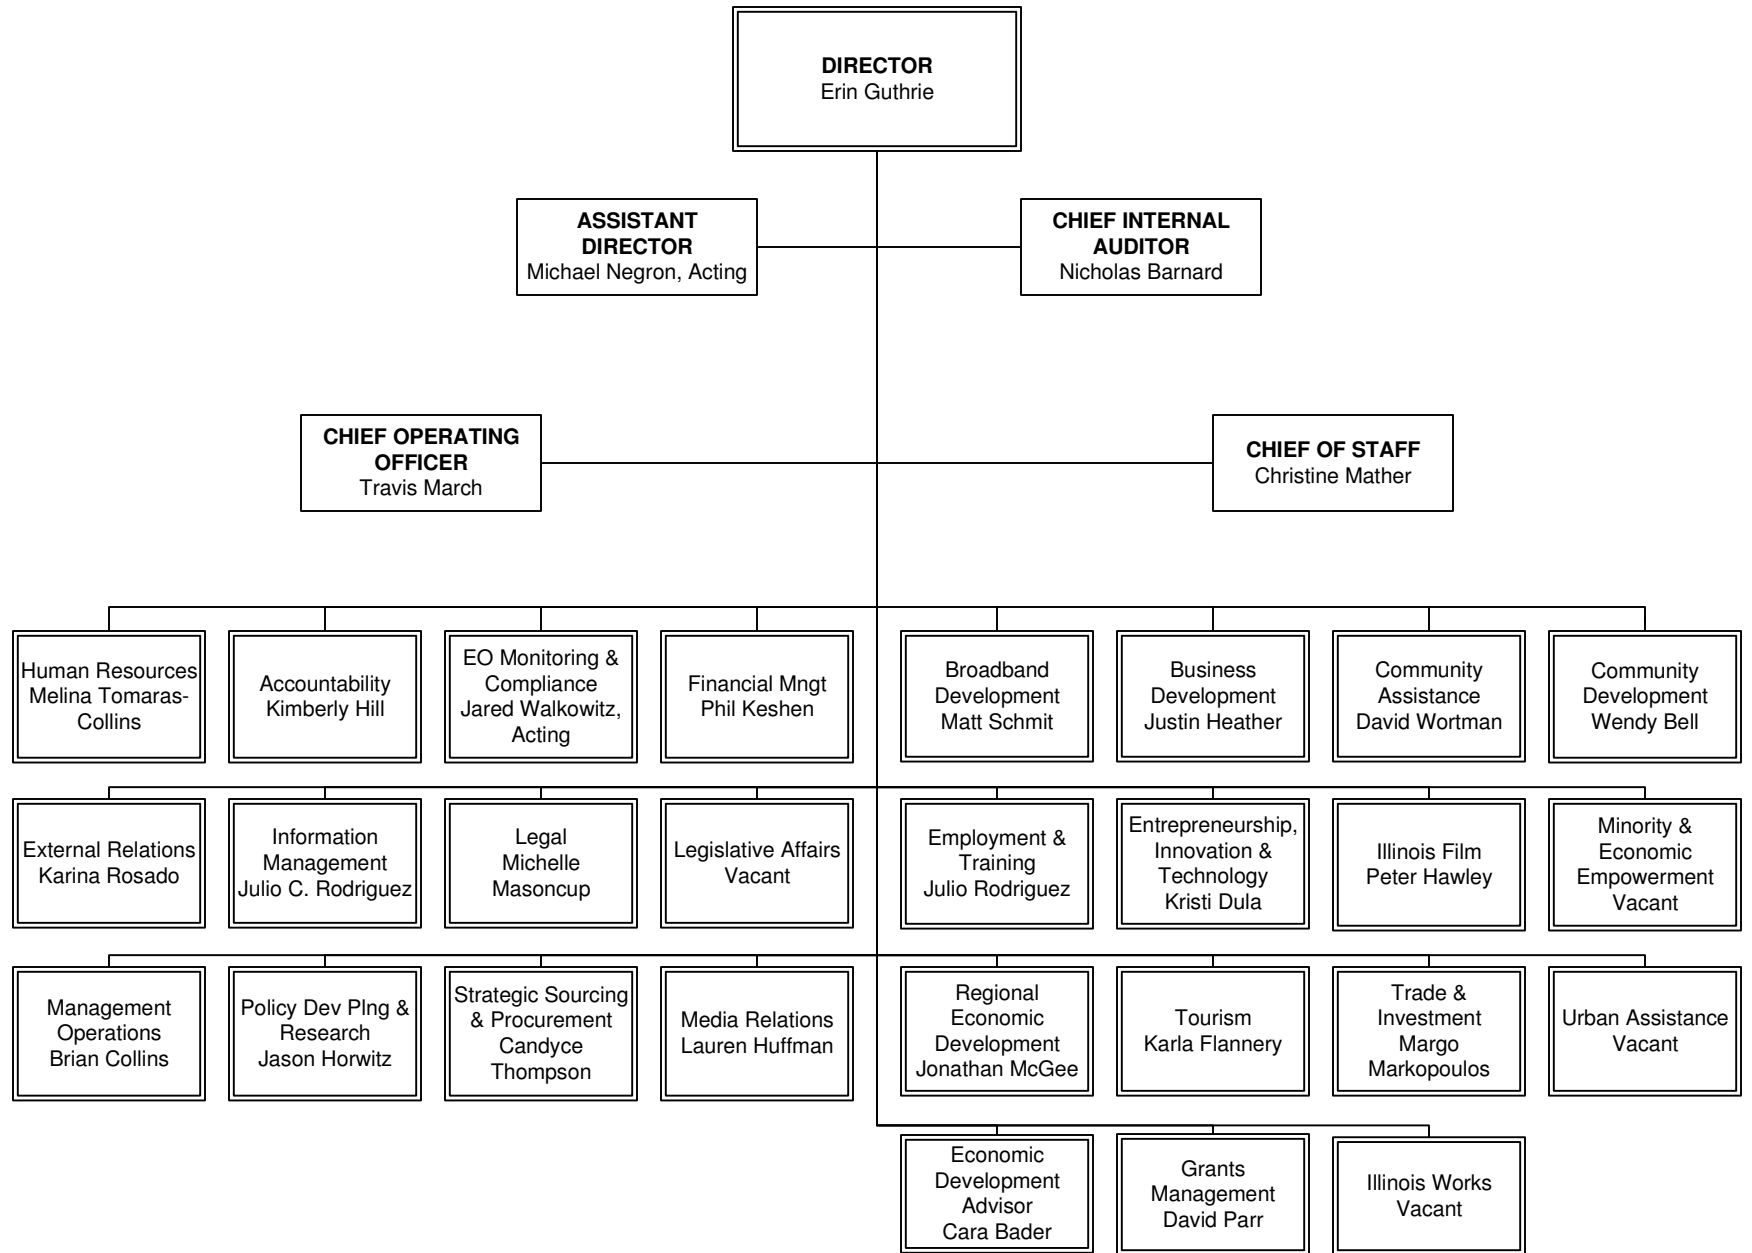 DIRECTOR
Erin Guthrie
ASSISTANT
DIRECTOR
Michael Negron, Acting
CHIEF INTERNAL
AUDITOR
Nicholas Barnard
CHIEF OPERATING
OFFICER
Travis March
CHIEF OF STAFF
Christine Mather
Human Resources
Melina Tomaras-
Collins
Accountability
Kimberly Hill
EO Monitoring &
Compliance
Jared Walkowitz,
Acting
Financial Mngt
Phil Keshen
Broadband
Development
Matt Schmit
Business
Development
Justin Heather
Community
Assistance
David Wortman
Community
Development
Wendy Bell
External Relations
Karina Rosado
Information
Management
Julio C. Rodriguez
Legal
Michelle
Masoncup
Legislative Affairs
Vacant
Employment &
Training
Julio Rodriguez
Entrepreneurship,
Innovation &
Technology
Kristi Dula
Illinois Film
Peter Hawley
Minority &
Economic
Empowerment
Vacant
Management
Operations
Brian Collins
Policy Dev Plng &
Research
Jason Horwitz
Strategic Sourcing
& Procurement
Candyce
Thompson
Media Relations
Lauren Huffman
Regional
Economic
Development
Jonathan McGee
Tourism
Karla Flannery
Trade &
Investment
Margo
Markopoulos
Urban Assistance
Vacant
Economic
Development
Advisor
Cara Bader
Grants
Management
David Parr
Illinois Works
Vacant